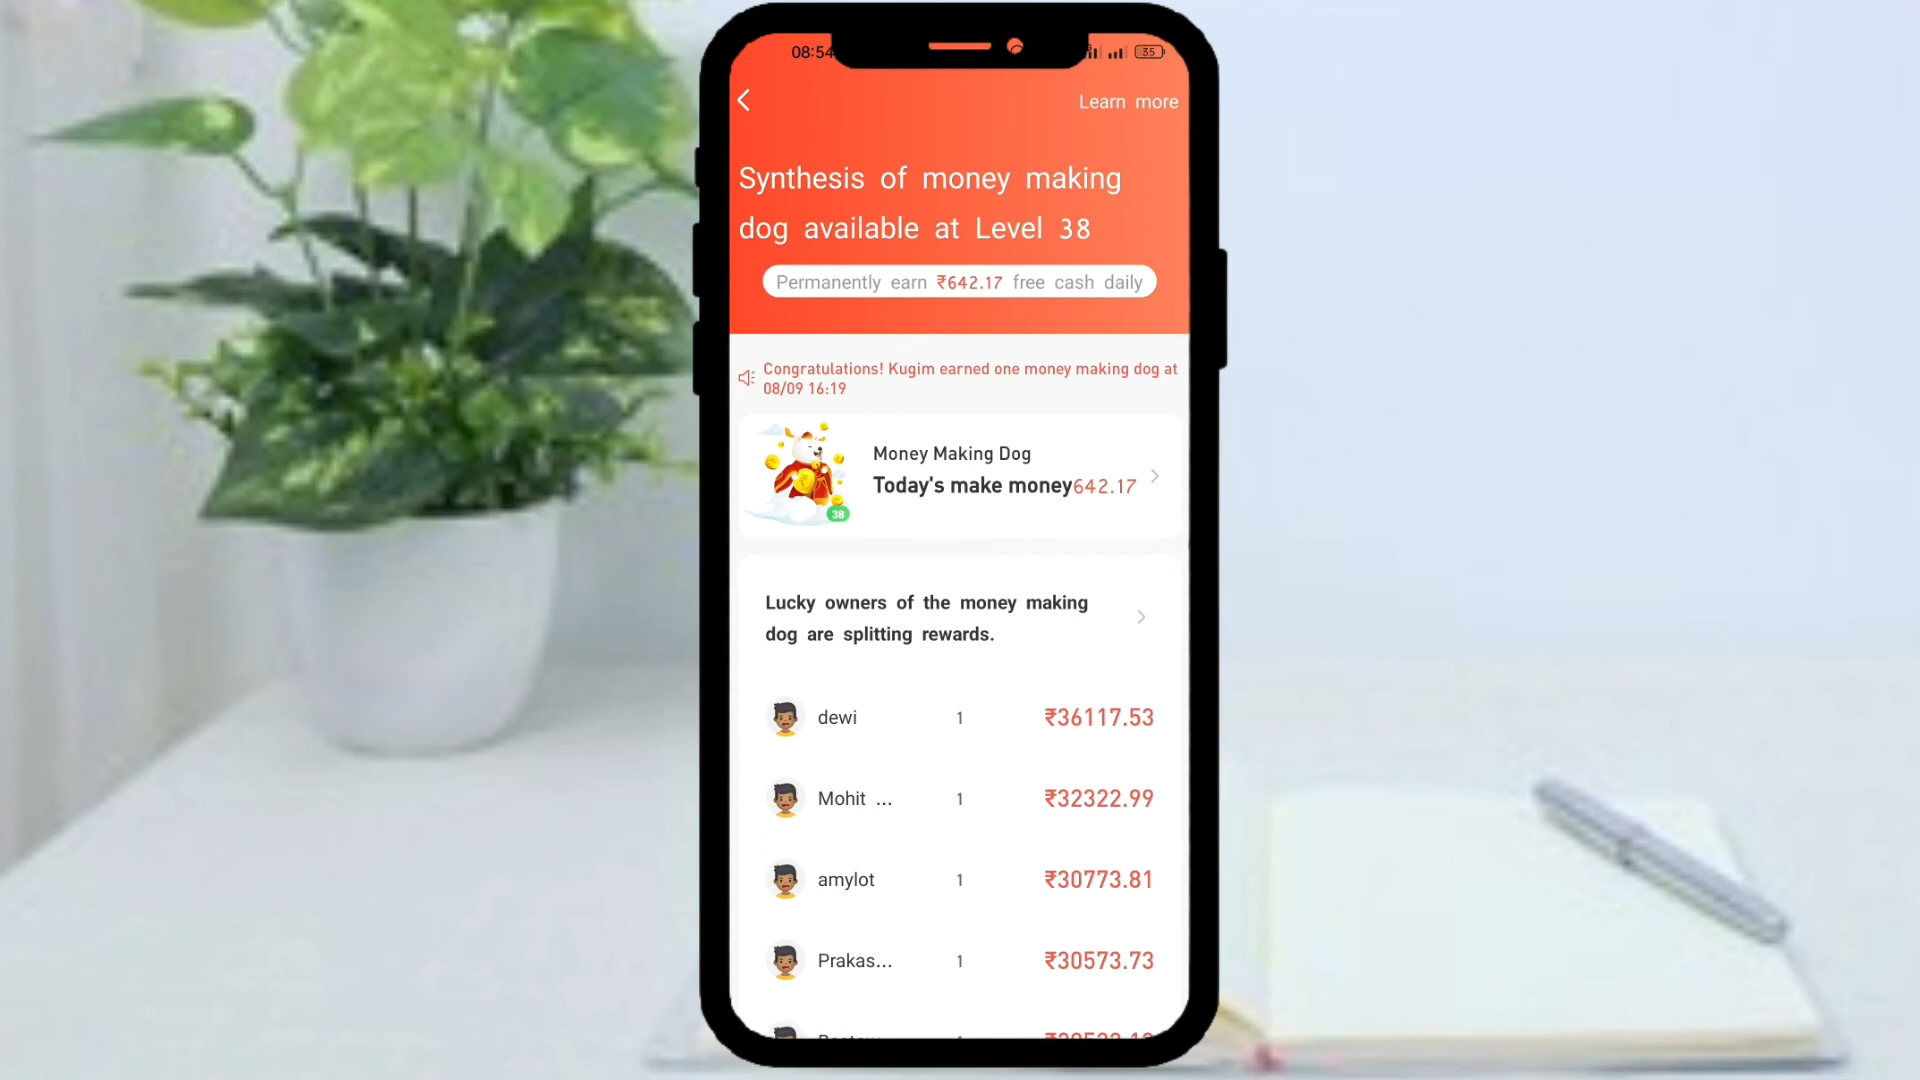 08:54
35
Learn more
Synthesis of money making
dog available at Level 38
Permanently earn ₹642.17 free cash daily
Congratulations! Kugim earned one money making dog at
08/09 16:19
Money Making Dog
Today's make money642.17
38
Lucky owners of the money making
dog are splitting rewards.
dewi 1 ₹36117.53
Mohit ... 1 ₹32322.99
amylot 1 ₹30773.81
Prakas... 1 ₹30573.73